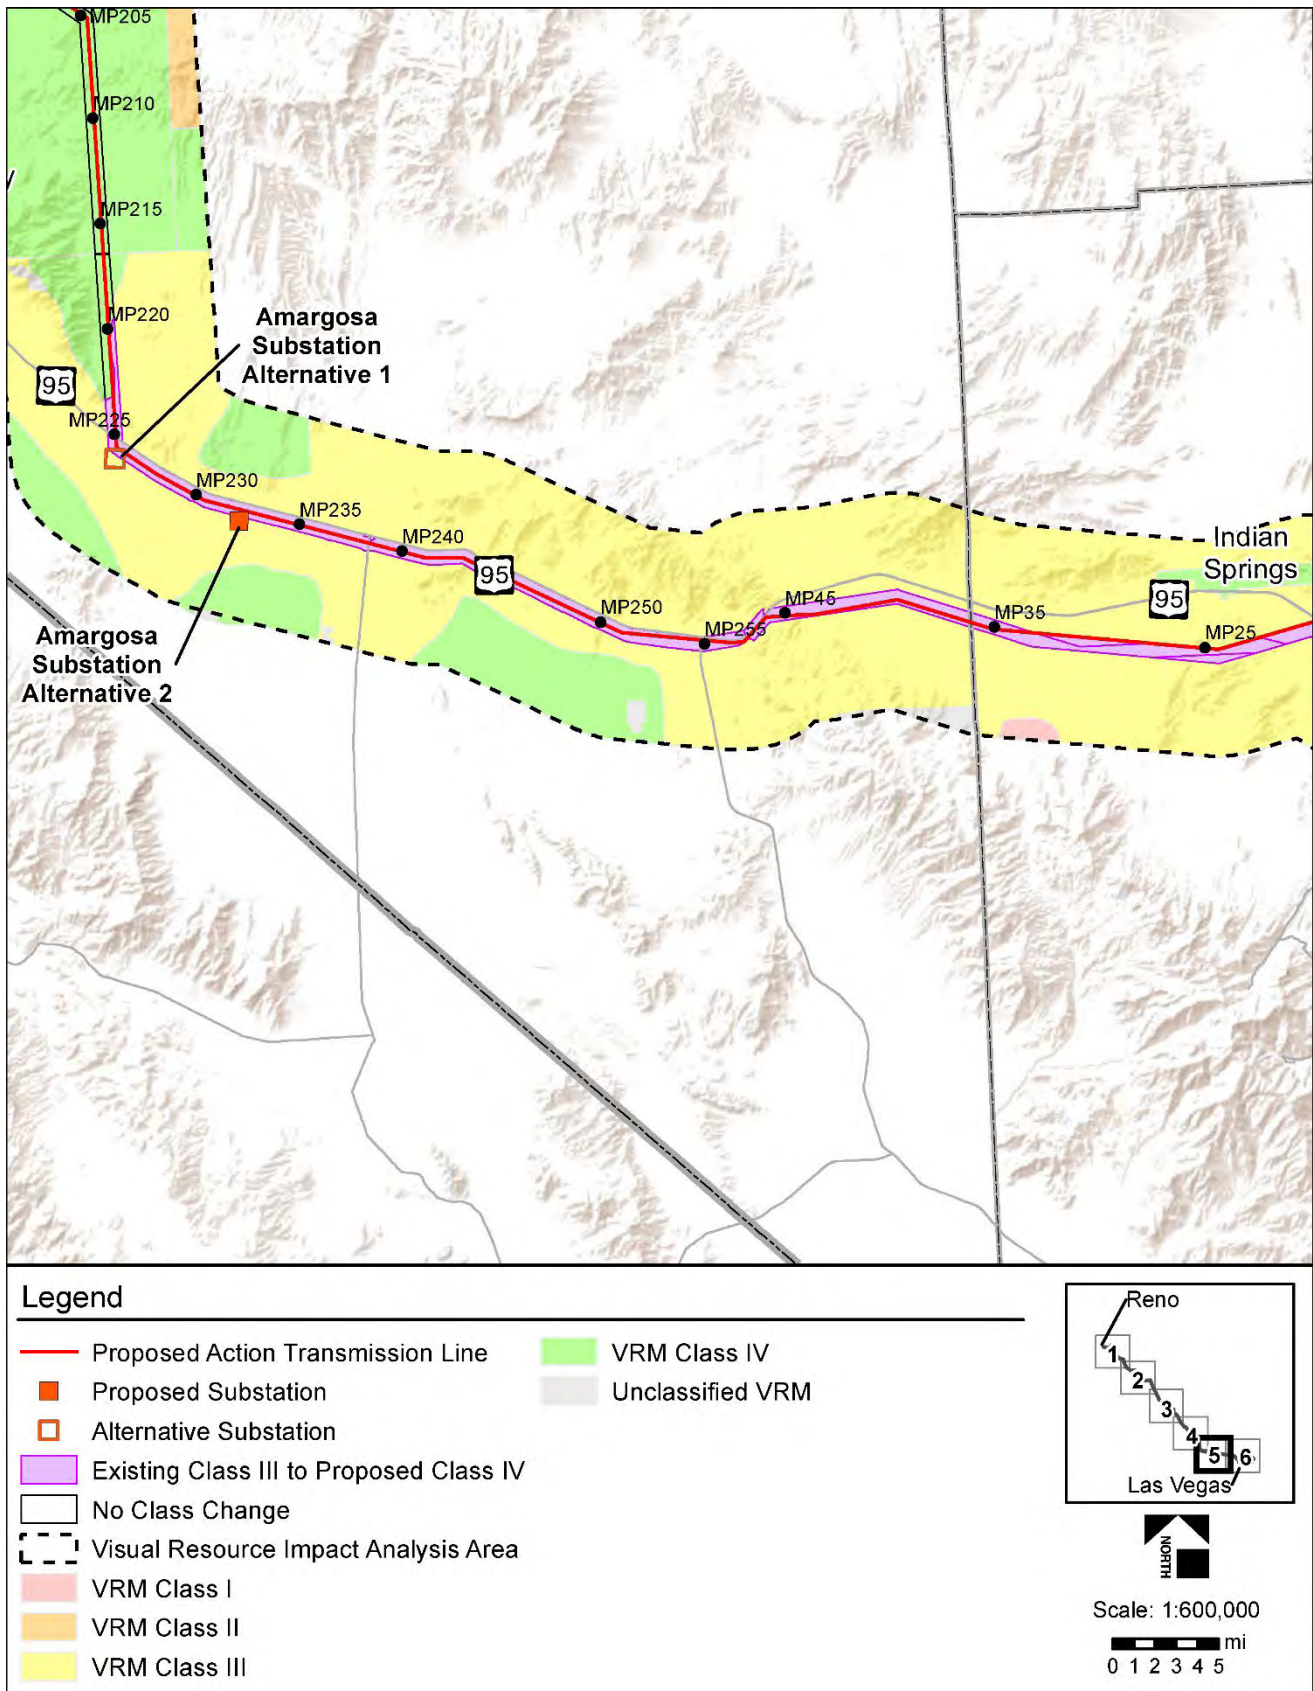 MP205
MP210
MP215
MP220
Amargosa
Substation
Alternative 1
95
MP225
MP230
MP235
MP240
95
MP250
MP255
MP45
MP35
MP25
Indian
Springs
95
Amargosa
Substation
Alternative 2
Legend
Proposed Action Transmission Line
Proposed Substation
Alternative Substation
Existing Class III to Proposed Class IV
No Class Change
Visual Resource Impact Analysis Area
VRM Class I
VRM Class II
VRM Class III
VRM Class IV
Unclassified VRM
Reno
1
2
3
4
5
6
Las Vegas
NORTH
Scale: 1:600,000
mi
0 1 2 3 4 5